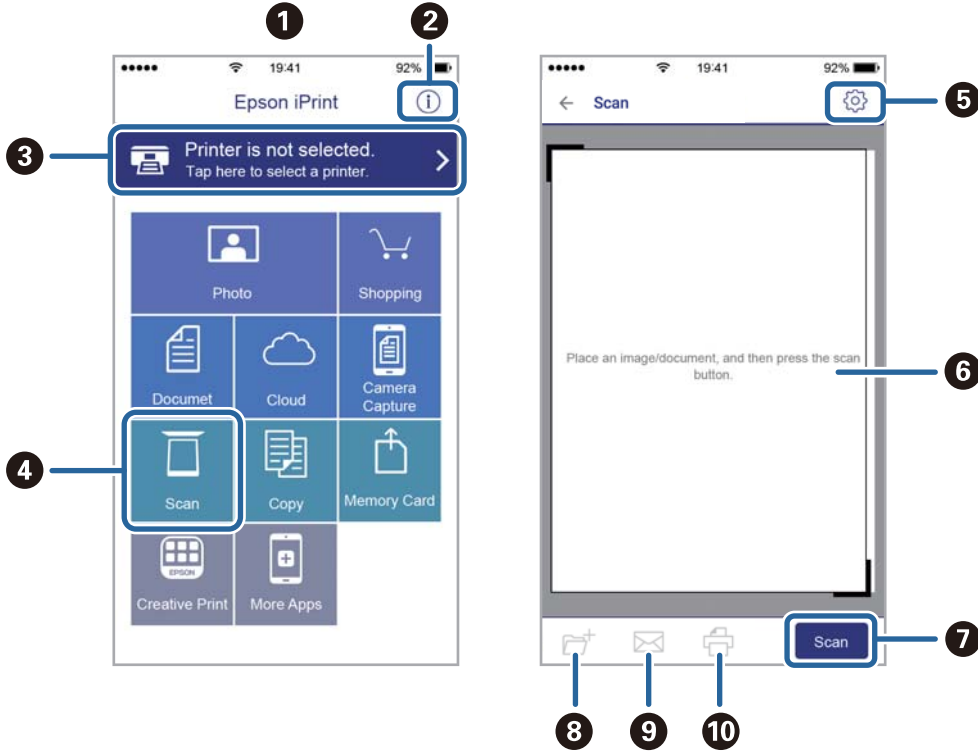 1
2
19:41
92%
Epson iPrint
i
3
Printer is not selected.
Tap here to select a printer.
Photo
Shopping
Documet
Cloud
Camera
Capture
4
Scan
Copy
Memory Card
EPSON
Creative Print
More Apps
19:41
92%
Scan
5
Place an image/document, and then press the scan
button.
6
Scan
7
8
9
10